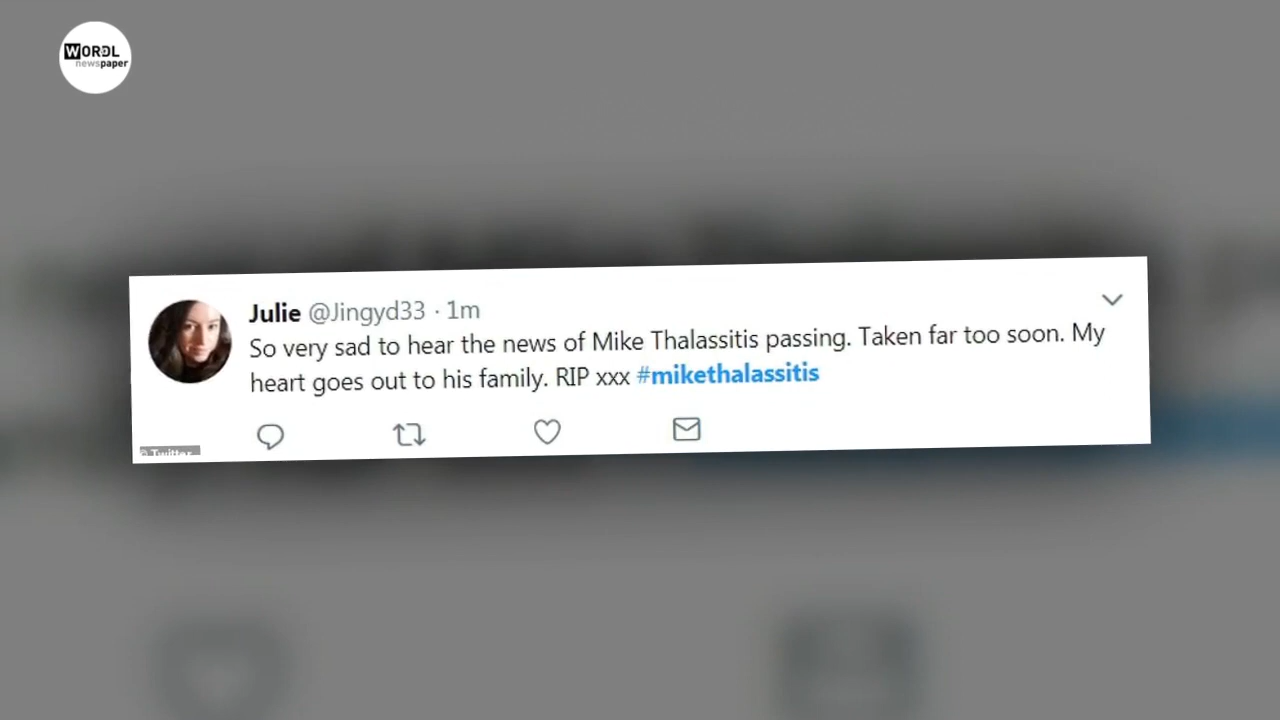 WORDL
newspaper
Julie @Jingyd33 · 1m
So very sad to hear the news of Mike Thalassitis passing. Taken far too soon. My
heart goes out to his family. RIP xxx #mikethalassitis
© Twitter